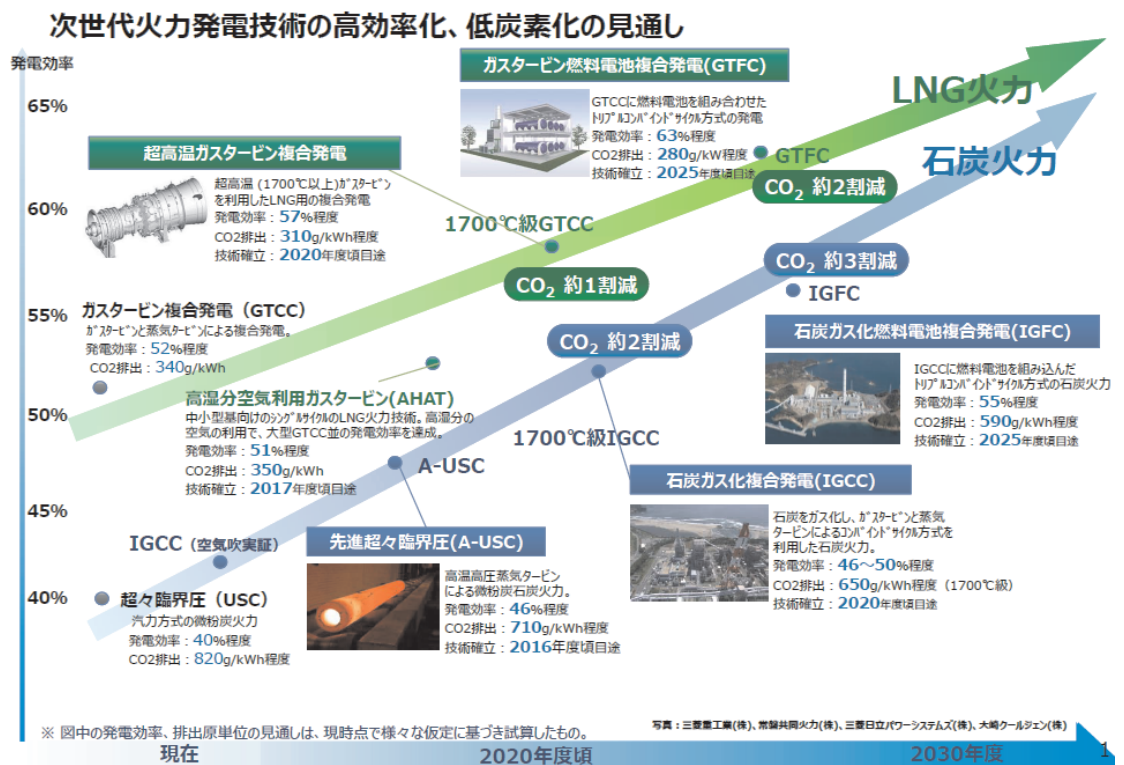 次世代火力発電技術の高効率化、低炭素化の見通し
発電効率
65%
60%
55%
50%
45%
40%
ガスタービン燃料電池複合発電(GTFC)
GTCCに燃料電池を組み合わせた
トリプルコンバインドサイクル方式の発電
発電効率：63%程度
CO2排出：280g/kW程度
技術確立：2025年度頃目途
GTFC
LNG火力
石炭火力
CO2 約2割減
超高温ガスタービン複合発電
超高温 (1700℃以上)ガスタービン
を利用したLNG用の複合発電
発電効率：57%程度
CO2排出：310g/kWh程度
技術確立：2020年度頃目途
1700℃級GTCC
CO2 約1割減
CO2 約3割減
IGFC
ガスタービン複合発電（GTCC）
ガスタービンと蒸気タービンによる複合発電。
発電効率：52%程度
CO2排出：340g/kWh
CO2 約2割減
石炭ガス化燃料電池複合発電(IGFC)
IGCCに燃料電池を組み込んだ
トリプルコンバインドサイクル方式の石炭火力
発電効率：55%程度
CO2排出：590g/kWh程度
技術確立：2025年度頃目途
高湿分空気利用ガスタービン(AHAT)
中小型基向けのシングルサイクルのLNG火力技術。高湿分の
空気の利用で、大型GTCC並の発電効率を達成。
発電効率：51%程度
CO2排出：350g/kWh
技術確立：2017年度頃目途
1700℃級IGCC
A-USC
石炭ガス化複合発電(IGCC)
石炭をガス化し、ガスタービンと蒸気
タービンによるコンバインドサイクル方式を
利用した石炭火力。
発電効率：46～50%程度
CO2排出：650g/kWh程度（1700℃級）
技術確立：2020年度頃目途
IGCC（空気吹実証）
先進超々臨界圧(A-USC)
高温高圧蒸気タービン
による微粉炭石炭火力。
発電効率：46%程度
CO2排出：710g/kWh程度
技術確立：2016年度頃目途
超々臨界圧（USC）
汽力方式の微粉炭火力
発電効率：40%程度
CO2排出：820g/kWh程度
※ 図中の発電効率、排出原単位の見通しは、現時点で様々な仮定に基づき試算したもの。
写真：三菱重工業(株)、常磐共同火力(株)、三菱日立パワーシステムズ(株)、大崎クールジェン(株)
現在
2020年度頃
2030年度
1